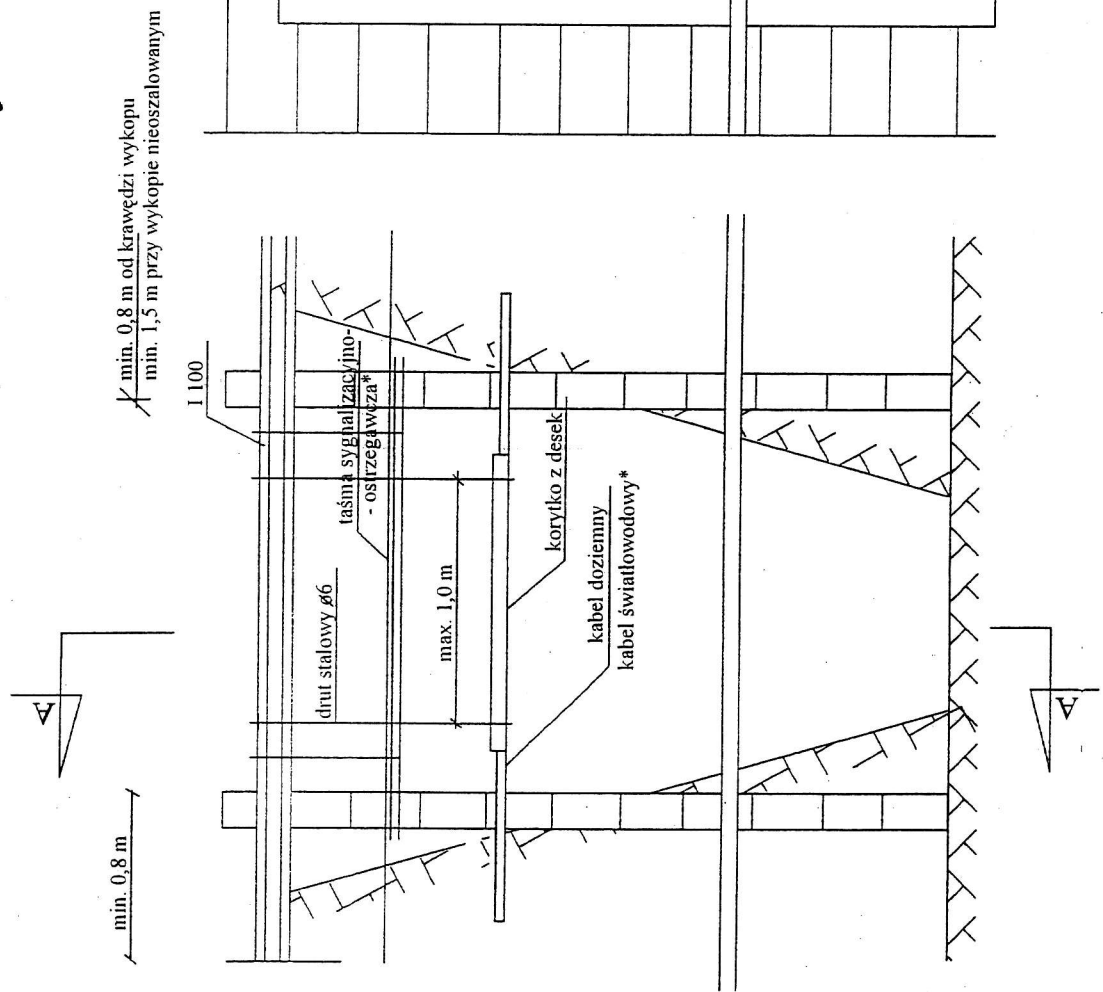 min. 0,8 m od krawędzi wykopu
min. 1,5 m przy wykopie nieoszalowanym
I 100
taśma sygnalizacyjno-
- ostrzegawcza*
drut stalowy ø6
max. 1,0 m
korytko z desek
kabel doziemny
kabel światłowodowy*
min. 0,8 m
A
A